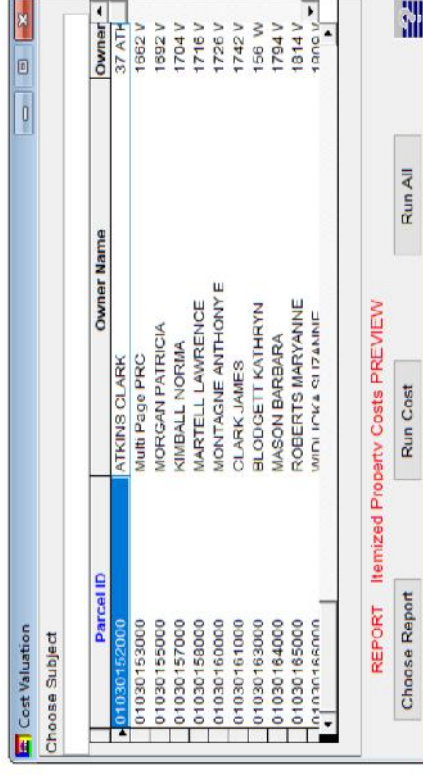 Cost Valuation
Choose Subject
Parcel ID Owner Name Owner
01030152000 ATKINS CLARK 37 ATH
01030153000 Multi Page PRC 1662 V
01030155000 MORGAN PATRICIA 1692 V
01030157000 KIMBALL NORMA 1704 V
01030158000 MARTELL LAWRENCE 1716 V
01030160000 MONTAGNE ANTHONY E 1726 V
01030161000 CLARK JAMES 1742 V
01030163000 BLODGETT KATHRYN 156 W
01030164000 MASON BARBARA 1794 V
01030165000 ROBERTS MARYANNE 1814 V
01030166000
REPORT Itemized Property Costs PREVIEW
Choose Report Run Cost Run All